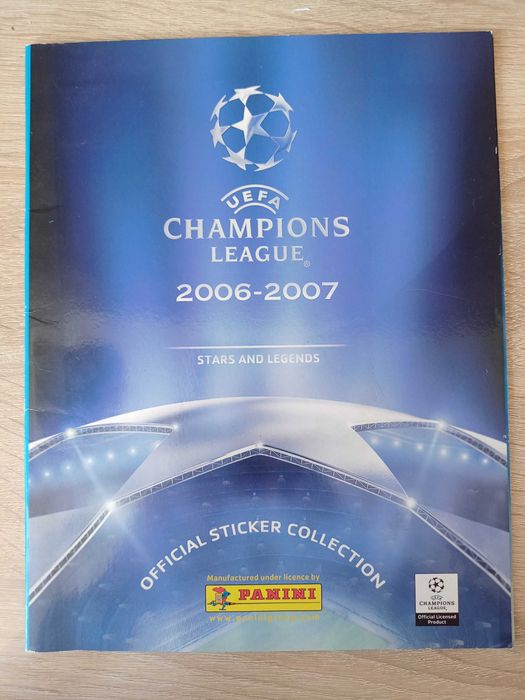 UEFA
CHAMPIONS
LEAGUE®
2006-2007
STARS AND LEGENDS
OFFICIAL STICKER COLLECTION
Manufactured under licence by
PANINI
www.paninigroup.com
CHAMPIONS
LEAGUE
Official Licensed
Product